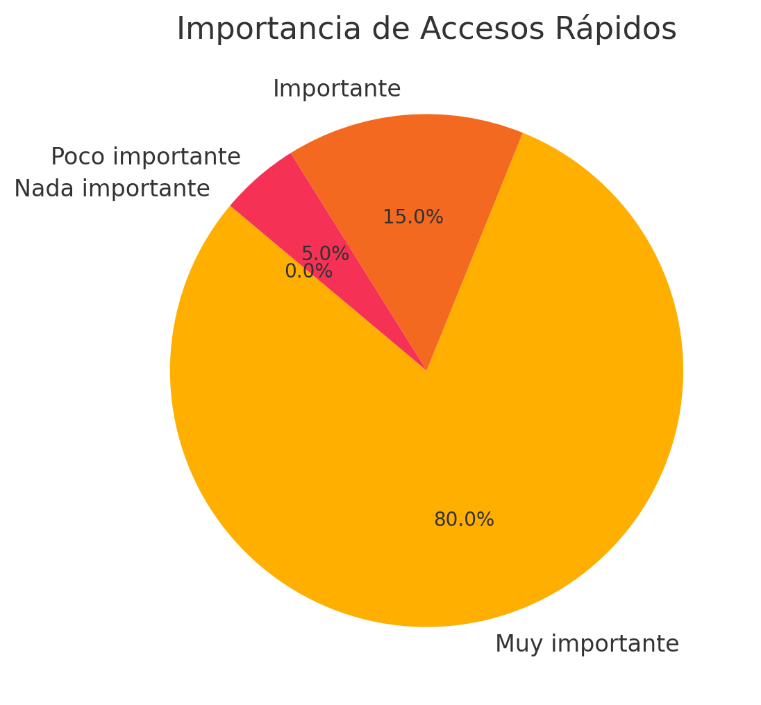 Importancia de Accesos Rápidos
Importante
Poco importante
Nada importante
15.0%
5.0%
0.0%
80.0%
Muy importante